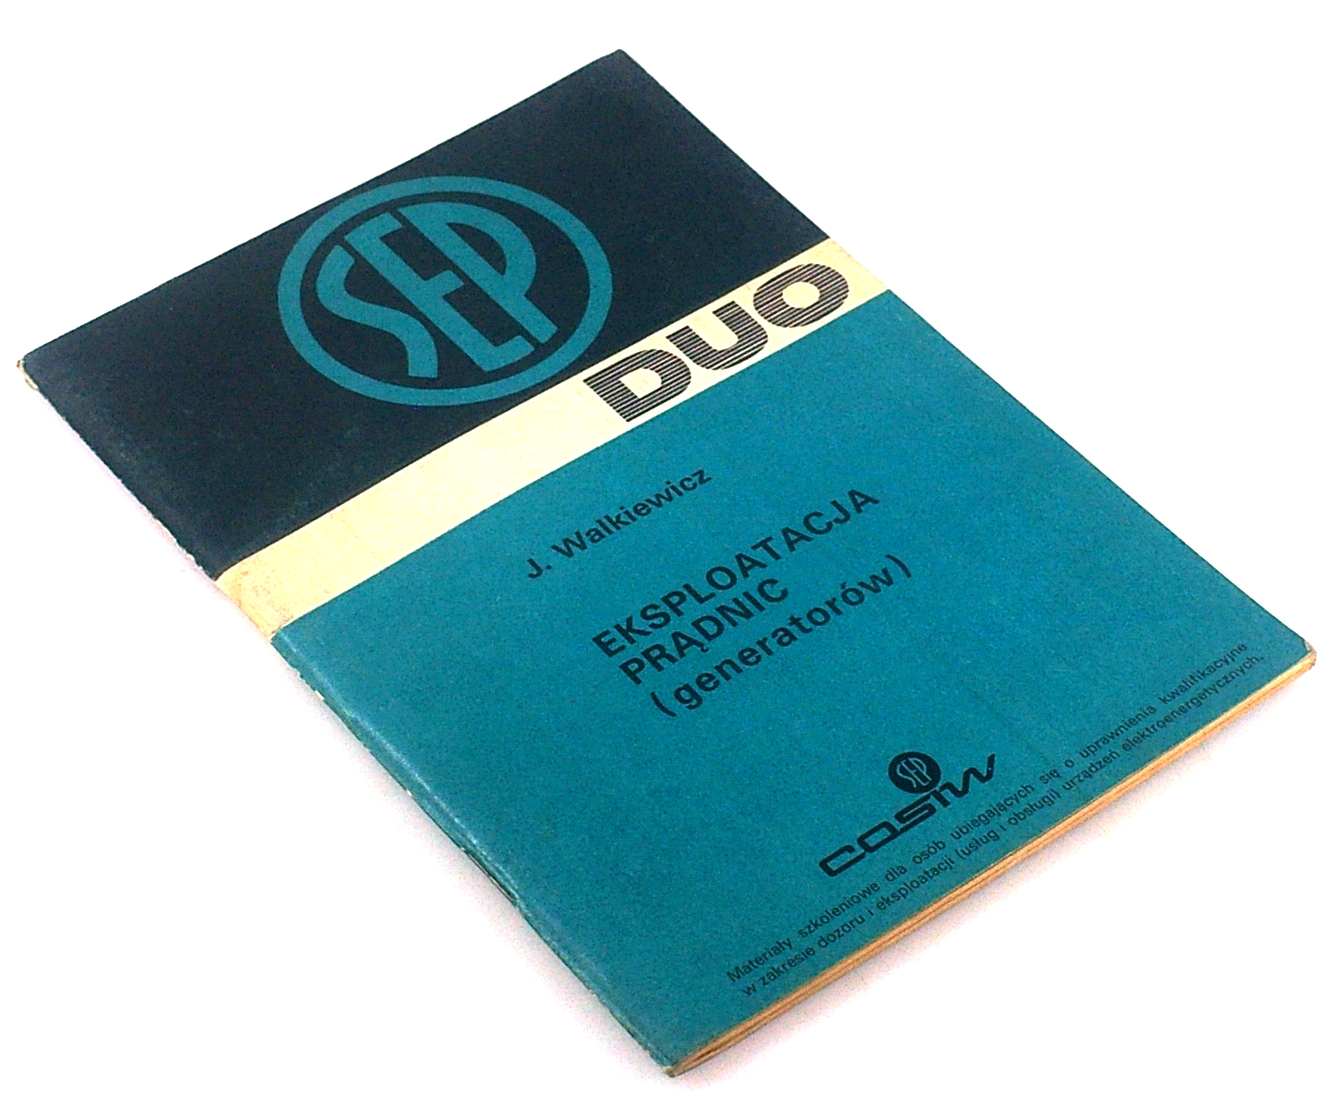 SEP
DUO
J. Walkiewicz
EKSPLOATACJA
PRĄDNIC
(generatorów)
SEP
COSiW
Materiały szkoleniowe dla osób ubiegających się o uprawnienia kwalifikacyjne
w zakresie dozoru i eksploatacji (usług i obsługi) urządzeń elektroenergetycznych.